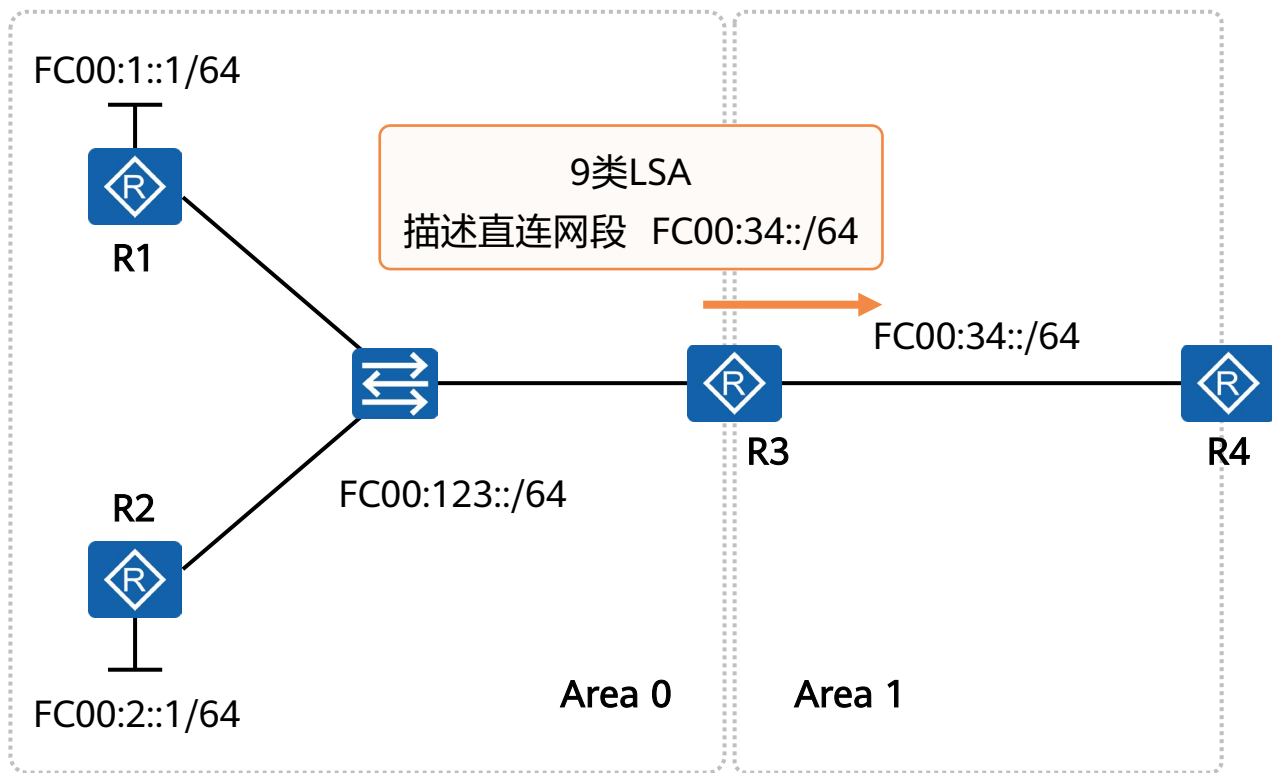 FC00:1::1/64
R
R1
9类LSA
描述直连网段 FC00:34::/64
FC00:34::/64
R
R3
R
R4
R2
FC00:123::/64
R
FC00:2::1/64
Area 0
Area 1